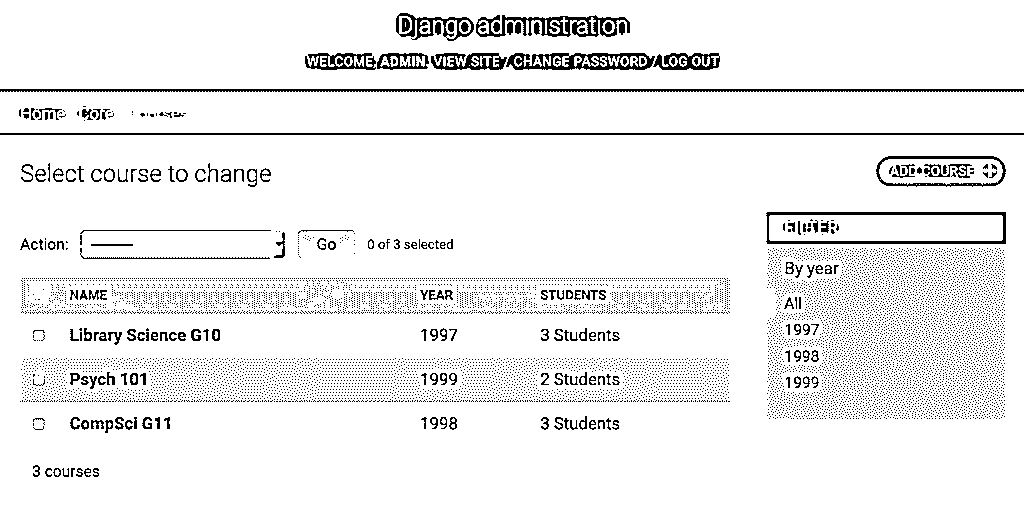 Django administration
WELCOME, ADMIN. VIEW SITE / CHANGE PASSWORD / LOG OUT
Home Core Courses
Select course to change
ADD COURSE +
Action: Go 0 of 3 selected
FILTER
NAME YEAR STUDENTS
Library Science G10 1997 3 Students
Psych 101 1999 2 Students
CompSci G11 1998 3 Students
3 courses
By year
All
1997
1998
1999